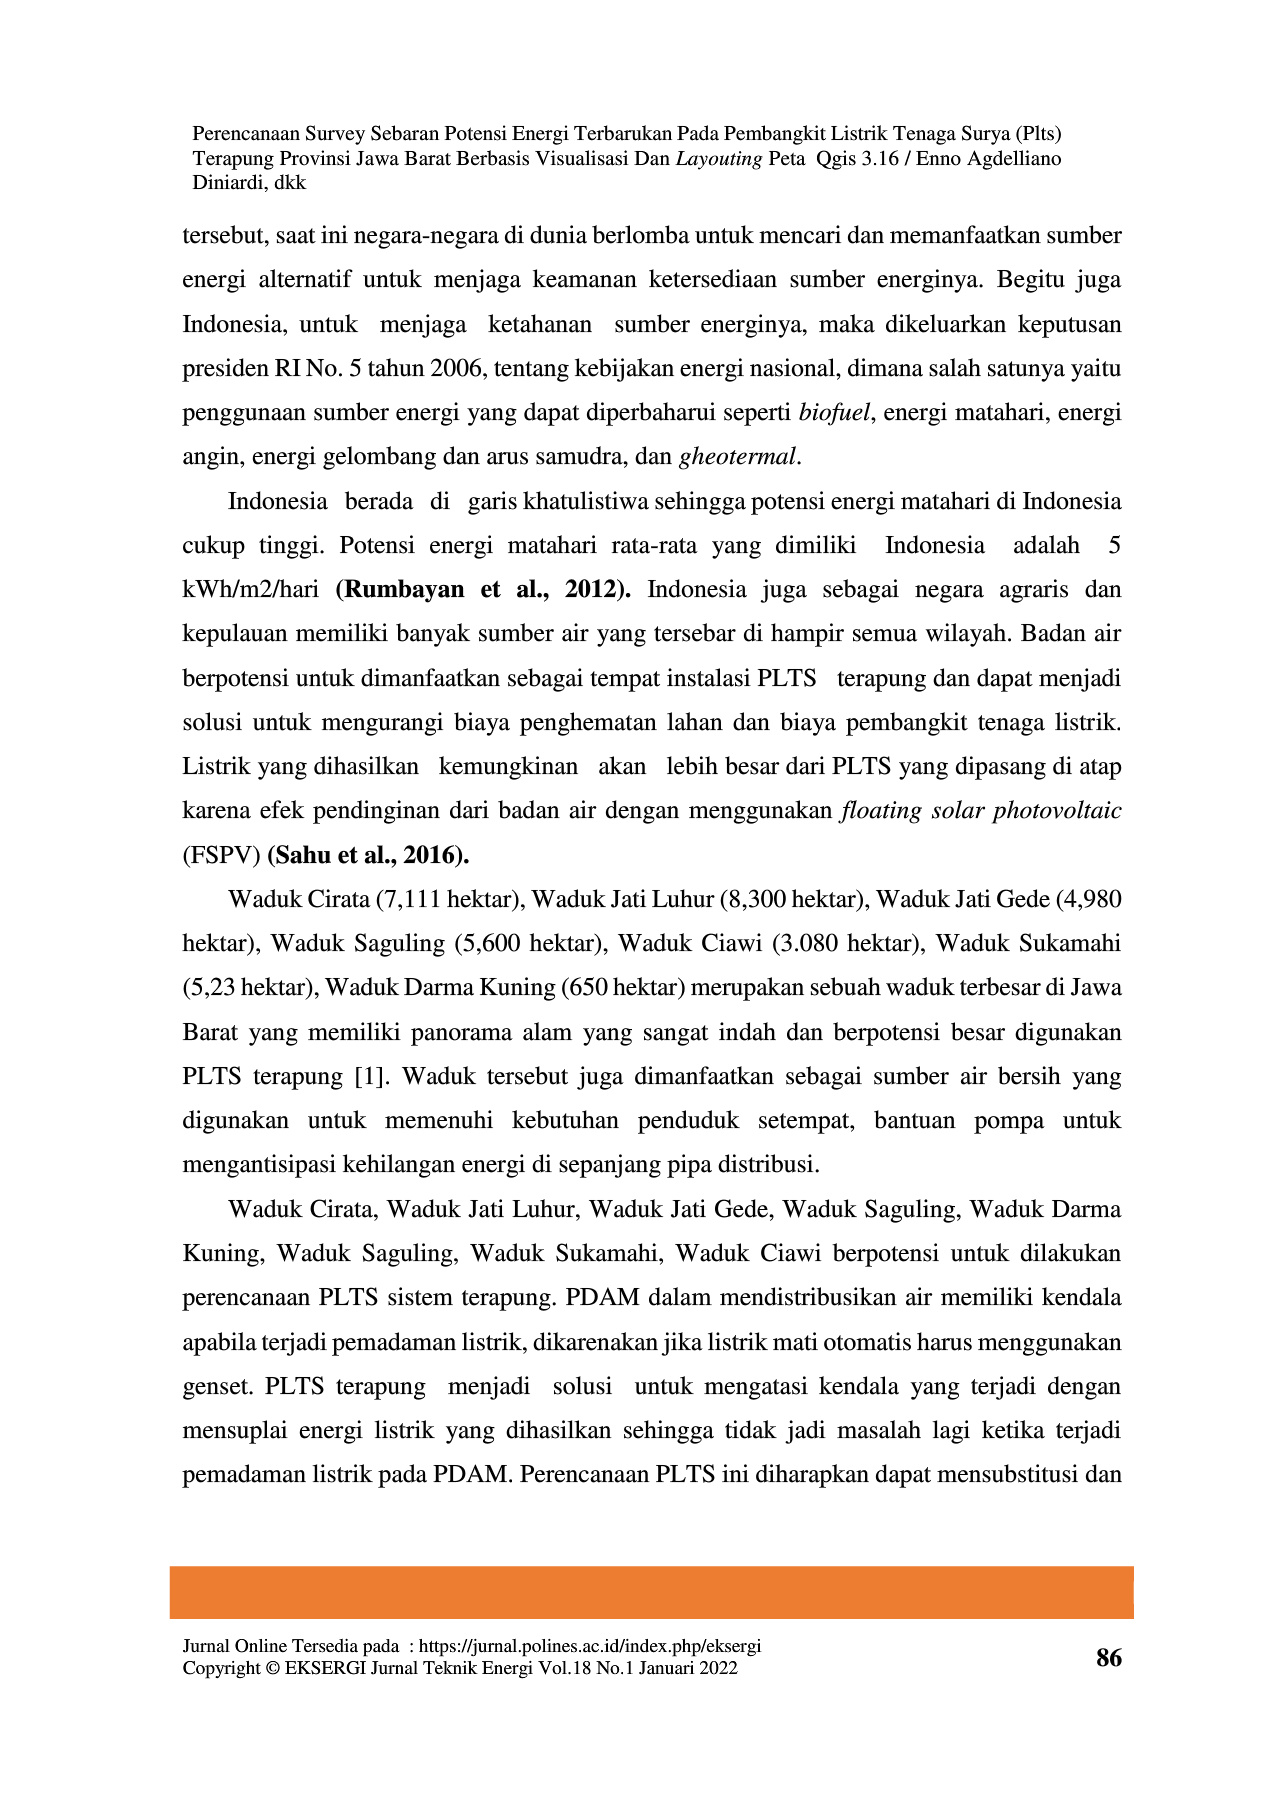 Perencanaan Survey Sebaran Potensi Energi Terbarukan Pada Pembangkit Listrik Tenaga Surya (Plts)
Terapung Provinsi Jawa Barat Berbasis Visualisasi Dan Layouting Peta Qgis 3.16 / Enno Agdelliano
Diniardi, dkk
tersebut, saat ini negara-negara di dunia berlomba untuk mencari dan memanfaatkan sumber
energi alternatif untuk menjaga keamanan ketersediaan sumber energinya. Begitu juga
Indonesia, untuk menjaga ketahanan sumber energinya, maka dikeluarkan keputusan
presiden RI No. 5 tahun 2006, tentang kebijakan energi nasional, dimana salah satunya yaitu
penggunaan sumber energi yang dapat diperbaharui seperti biofuel, energi matahari, energi
angin, energi gelombang dan arus samudra, dan gheotermal.
Indonesia berada di garis khatulistiwa sehingga potensi energi matahari di Indonesia
cukup tinggi. Potensi energi matahari rata-rata yang dimiliki Indonesia adalah 5
kWh/m2/hari (Rumbayan et al., 2012). Indonesia juga sebagai negara agraris dan
kepulauan memiliki banyak sumber air yang tersebar di hampir semua wilayah. Badan air
berpotensi untuk dimanfaatkan sebagai tempat instalasi PLTS terapung dan dapat menjadi
solusi untuk mengurangi biaya penghematan lahan dan biaya pembangkit tenaga listrik.
Listrik yang dihasilkan kemungkinan akan lebih besar dari PLTS yang dipasang di atap
karena efek pendinginan dari badan air dengan menggunakan floating solar photovoltaic
(FSPV) (Sahu et al., 2016).
Waduk Cirata (7,111 hektar), Waduk Jati Luhur (8,300 hektar), Waduk Jati Gede (4,980
hektar), Waduk Saguling (5,600 hektar), Waduk Ciawi (3.080 hektar), Waduk Sukamahi
(5,23 hektar), Waduk Darma Kuning (650 hektar) merupakan sebuah waduk terbesar di Jawa
Barat yang memiliki panorama alam yang sangat indah dan berpotensi besar digunakan
PLTS terapung [1]. Waduk tersebut juga dimanfaatkan sebagai sumber air bersih yang
digunakan untuk memenuhi kebutuhan penduduk setempat, bantuan pompa untuk
mengantisipasi kehilangan energi di sepanjang pipa distribusi.
Waduk Cirata, Waduk Jati Luhur, Waduk Jati Gede, Waduk Saguling, Waduk Darma
Kuning, Waduk Saguling, Waduk Sukamahi, Waduk Ciawi berpotensi untuk dilakukan
perencanaan PLTS sistem terapung. PDAM dalam mendistribusikan air memiliki kendala
apabila terjadi pemadaman listrik, dikarenakan jika listrik mati otomatis harus menggunakan
genset. PLTS terapung menjadi solusi untuk mengatasi kendala yang terjadi dengan
mensuplai energi listrik yang dihasilkan sehingga tidak jadi masalah lagi ketika terjadi
pemadaman listrik pada PDAM. Perencanaan PLTS ini diharapkan dapat mensubstitusi dan
Jurnal Online Tersedia pada : https://jurnal.polines.ac.id/index.php/eksergi
Copyright © EKSERGI Jurnal Teknik Energi Vol.18 No.1 Januari 2022
86